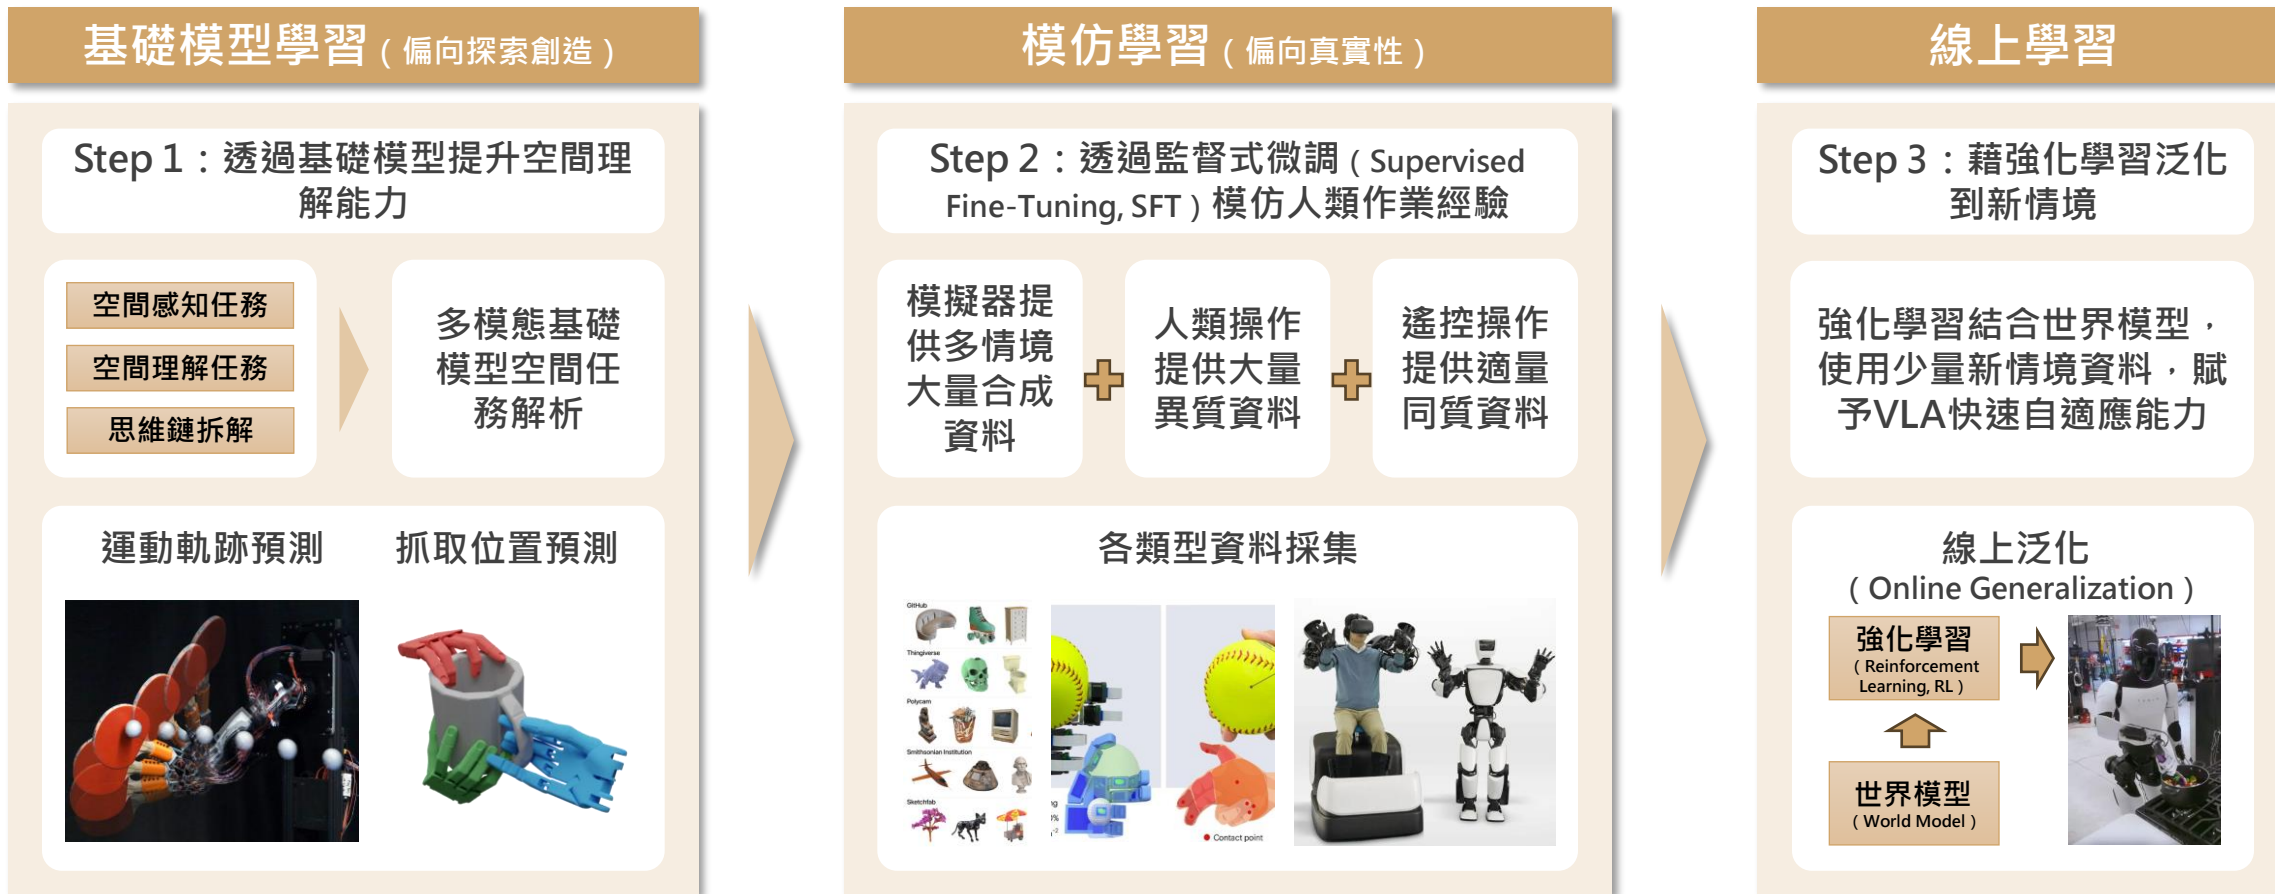 基礎模型學習（偏向探索創造）
Step 1：透過基礎模型提升空間理
解能力
空間感知任務
空間理解任務
思維鏈拆解
多模態基礎
模型空間任
務解析
運動軌跡預測
抓取位置預測
模仿學習（偏向真實性）
Step 2：透過監督式微調（Supervised
Fine-Tuning, SFT）模仿人類作業經驗
模擬器提
供多情境
大量合成
資料
人類操作
提供大量
異質資料
遙控操作
提供適量
同質資料
各類型資料採集
GitHub
Thingiverse
Polycam
Smithsonian Institution
Sketchfab
Contact point
線上學習
Step 3：藉強化學習泛化
到新情境
強化學習結合世界模型，
使用少量新情境資料，賦
予VLA快速自適應能力
線上泛化
（Online Generalization）
強化學習
（Reinforcement
Learning, RL）
世界模型
（World Model）